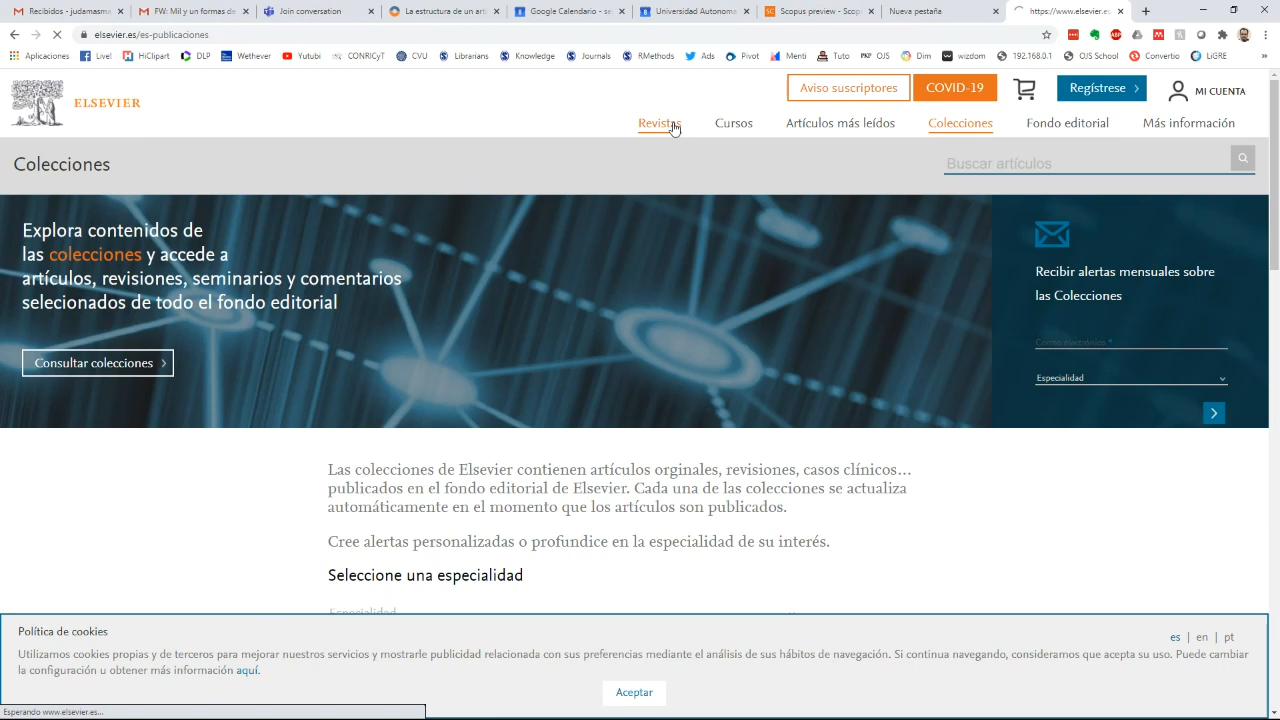 Recibidos - judamasmas
FW: Mil y un formas de
Join conversation
La estructura de un artí
Google Calendario - se
Universidad Autonoma
Scopus preview - Scop
Nueva pestaña
https://www.elsevier.es
elsevier.es/es-publicaciones
Aplicaciones
Live!
HiClipart
DLP
Wethever
Youtubi
CONRICyT
CVU
Librarians
Knowledge
Journals
RMethods
Ads
Pivot
Menti
Tuto
OJS
Dim
wizdom
192.168.0.1
OJS School
Convertio
LiGRE
ELSEVIER
Aviso suscriptores
COVID-19
Regístrese
MI CUENTA
Revistas
Cursos
Artículos más leídos
Colecciones
Fondo editorial
Más información
Colecciones
Buscar artículos
Explora contenidos de
las colecciones y accede a
artículos, revisiones, seminarios y comentarios
selecionados de todo el fondo editorial
Consultar colecciones
Recibir alertas mensuales sobre
las Colecciones
Correo electrónico *
Especialidad
Las colecciones de Elsevier contienen artículos orginales, revisiones, casos clínicos…
publicados en el fondo editorial de Elsevier. Cada una de las colecciones se actualiza
automáticamente en el momento que los artículos son publicados.
Cree alertas personalizadas o profundice en la especialidad de su interés.
Seleccione una especialidad
Especialidad
Política de cookies
es | en | pt
Utilizamos cookies propias y de terceros para mejorar nuestros servicios y mostrarle publicidad relacionada con sus preferencias mediante el análisis de sus hábitos de navegación. Si continua navegando, consideramos que acepta su uso. Puede cambiar
la configuración u obtener más información aquí.
Aceptar
Esperando www.elsevier.es...